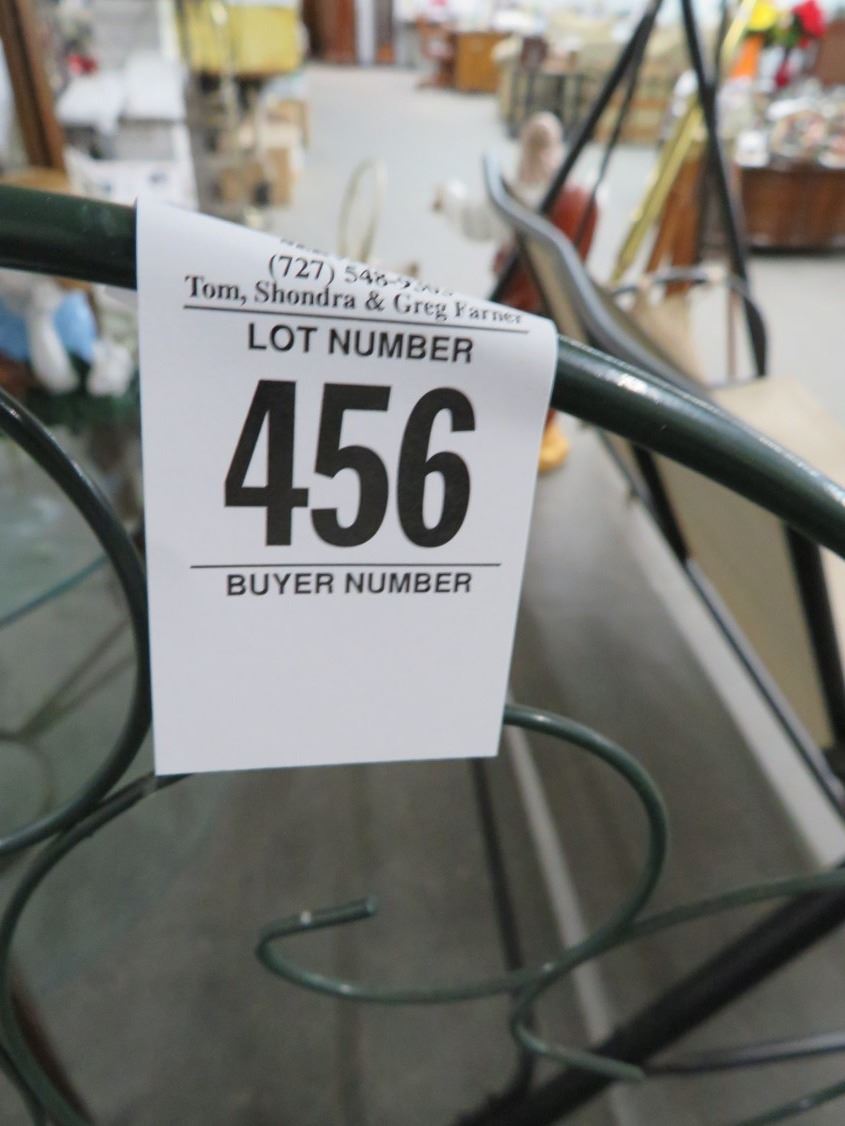 (727) 548-
Tom, Shondra & Greg Farner
LOT NUMBER
456
BUYER NUMBER